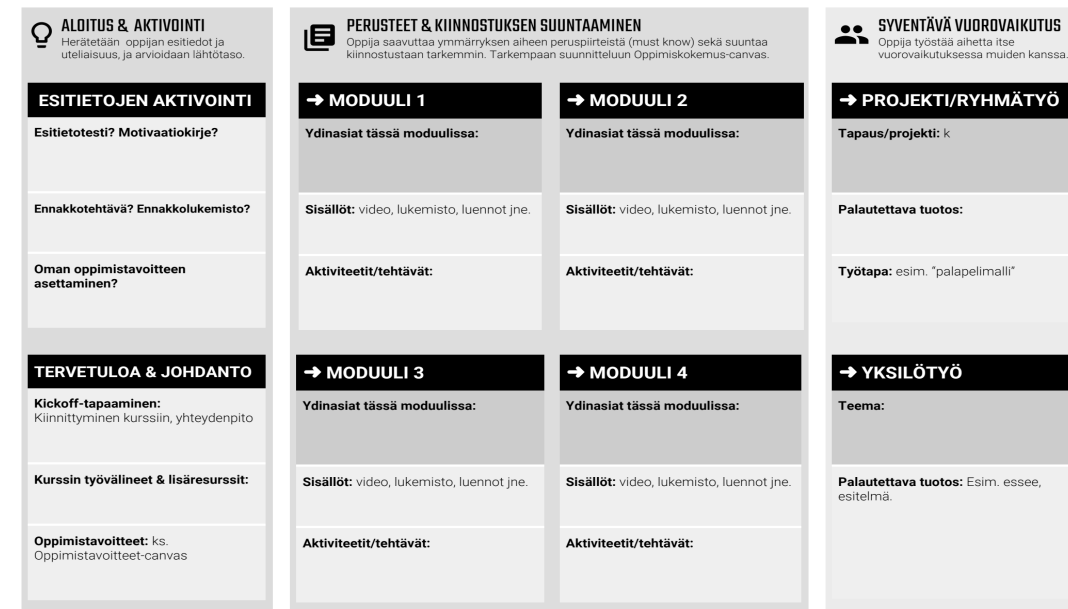 ALOITUS & AKTIVOINTI
Herätetään oppijan esitiedot ja
uteliaisuus, ja arvioidaan lähtötaso.
ESITIETOJEN AKTIVOINTI
Esitietotesti? Motivaatiokirje?
Ennakkotehtävä? Ennakkolukemisto?
Oman oppimistavoitteen
asettaminen?
TERVETULOA & JOHDANTO
Kickoff-tapaaminen:
Kiinnittyminen kurssiin, yhteydenpito
Kurssin työvälineet & lisäresurssit:
Oppimistavoitteet: ks.
Oppimistavoitteet-canvas
PERUSTEET & KIINNOSTUKSEN SUUNTAAMINEN
Oppija saavuttaa ymmärryksen aiheen peruspiirteistä (must know) sekä suuntaa
kiinnostustaan tarkemmin. Tarkempaan suunnitteluun Oppimiskokemus-canvas.
➜ MODUULI 1
Ydinasiat tässä moduulissa:
Sisällöt: video, lukemisto, luennot jne.
Aktiviteetit/tehtävät:
➜ MODUULI 2
Ydinasiat tässä moduulissa:
Sisällöt: video, lukemisto, luennot jne.
Aktiviteetit/tehtävät:
➜ MODUULI 3
Ydinasiat tässä moduulissa:
Sisällöt: video, lukemisto, luennot jne.
Aktiviteetit/tehtävät:
➜ MODUULI 4
Ydinasiat tässä moduulissa:
Sisällöt: video, lukemisto, luennot jne.
Aktiviteetit/tehtävät:
SYVENTÄVÄ VUOROVAIKUTUS
Oppija työstää aihetta itse
vuorovaikutuksessa muiden kanssa.
➜ PROJEKTI/RYHMÄTYÖ
Tapaus/projekti: k
Palautettava tuotos:
Työtapa: esim. "palapelimalli"
➜ YKSILÖTYÖ
Teema:
Palautettava tuotos: Esim. essee,
esitelmä.